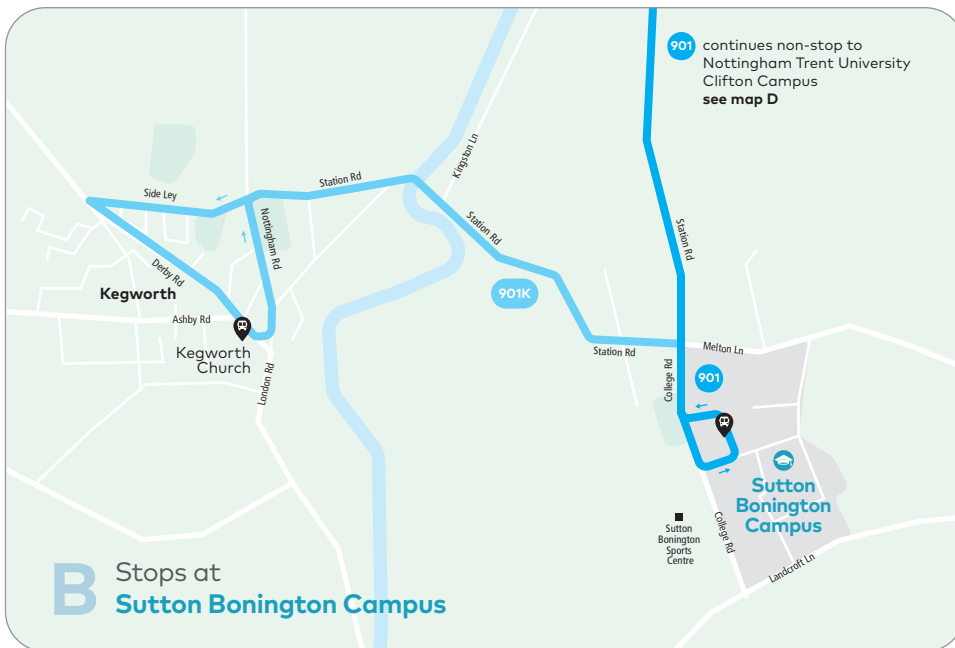 901 continues non-stop to
Nottingham Trent University
Clifton Campus
see map D
Kingston Ln
Station Rd
Side Ley
Nottingham Rd
Station Rd
Station Rd
Derby Rd
Kegworth
901K
Ashby Rd
Kegworth
Church
London Rd
Station Rd
Melton Ln
College Rd
901
Sutton
Bonington
Campus
Sutton
Bonington
Sports
Centre
College Rd
Landcroft Ln
B Stops at
Sutton Bonington Campus